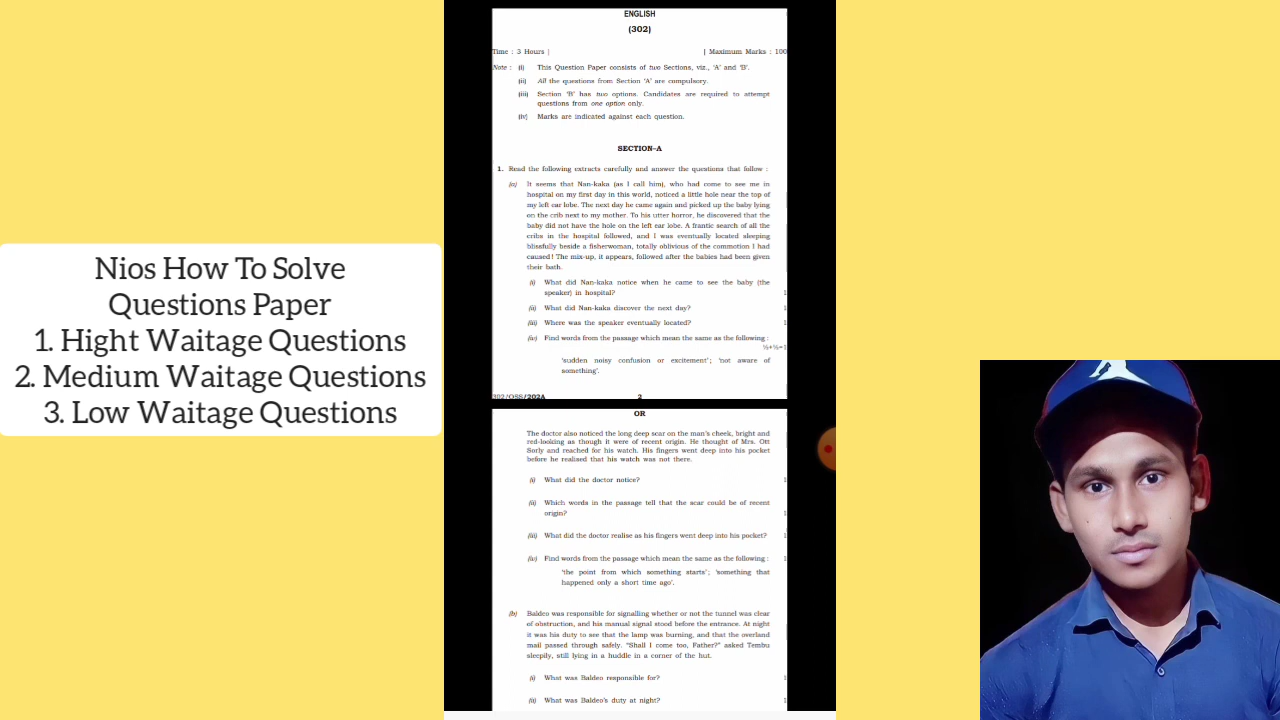 Nios How To Solve
Questions Paper
1. Hight Waitage Questions
2. Medium Waitage Questions
3. Low Waitage Questions
ENGLISH
(302)
Time : 3 Hours ]
[ Maximum Marks : 100
Note : (i) This Question Paper consists of two Sections, viz., 'A' and 'B'.
(ii) All the questions from Section 'A' are compulsory.
(iii) Section 'B' has two options. Candidates are required to attempt
questions from one option only.
(iv) Marks are indicated against each question.
SECTION–A
1. Read the following extracts carefully and answer the questions that follow :
(a) It seems that Nan-kaka (as I call him), who had come to see me in
hospital on my first day in this world, noticed a little hole near the top of
my left ear lobe. The next day he came again and picked up the baby lying
on the crib next to my mother. To his utter horror, he discovered that the
baby did not have the hole on the left ear lobe. A frantic search of all the
cribs in the hospital followed, and I was eventually located sleeping
blissfully beside a fisherwoman, totally oblivious of the commotion I had
caused! The mix-up, it appears, followed after the babies had been given
their bath.
(i) What did Nan-kaka notice when he came to see the baby (the
speaker) in hospital? 1
(ii) What did Nan-kaka discover the next day? 1
(iii) Where was the speaker eventually located? 1
(iv) Find words from the passage which mean the same as the following :
½+½=1
'sudden noisy confusion or excitement'; 'not aware of
something'.
302/OSS/202A 2
OR
The doctor also noticed the long deep scar on the man's cheek, bright and
red-looking as though it were of recent origin. He thought of Mrs. Ott
Sorly and reached for his watch. His fingers went deep into his pocket
before he realised that his watch was not there.
(i) What did the doctor notice? 1
(ii) Which words in the passage tell that the scar could be of recent
origin? 1
(iii) What did the doctor realise as his fingers went deep into his pocket? 1
(iv) Find words from the passage which mean the same as the following : 1
'the point from which something starts'; 'something that
happened only a short time ago'.
(b) Baldeo was responsible for signalling whether or not the tunnel was clear
of obstruction, and his manual signal stood before the entrance. At night
it was his duty to see that the lamp was burning, and that the overland
mail passed through safely. "Shall I come too, Father?" asked Tembu
sleepily, still lying in a huddle in a corner of the hut.
(i) What was Baldeo responsible for? 1
(ii) What was Baldeo's duty at night? 1